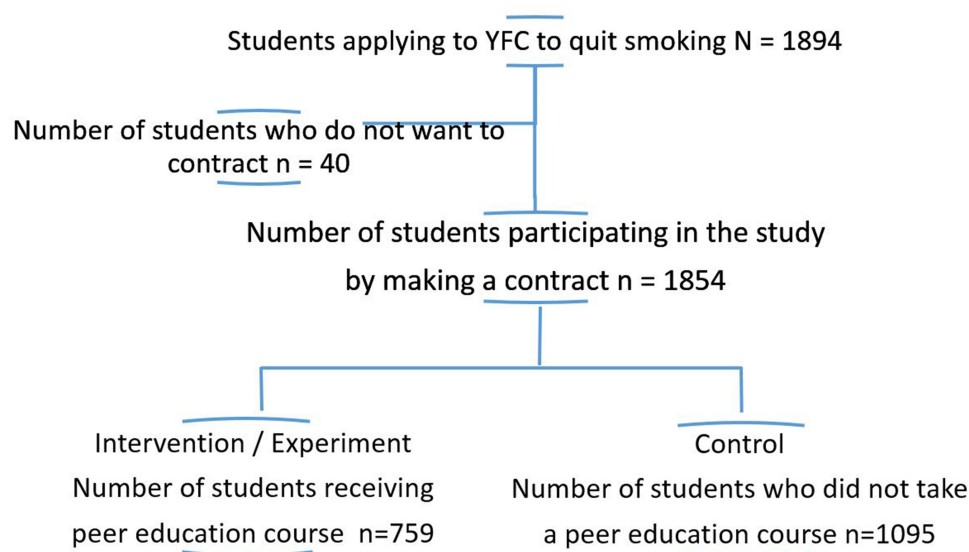 Students applying to YFC to quit smoking N = 1894
Number of students who do not want to
contract n = 40
Number of students participating in the study
by making a contract n = 1854
Intervention / Experiment
Number of students receiving
peer education course n=759
Control
Number of students who did not take
a peer education course n=1095